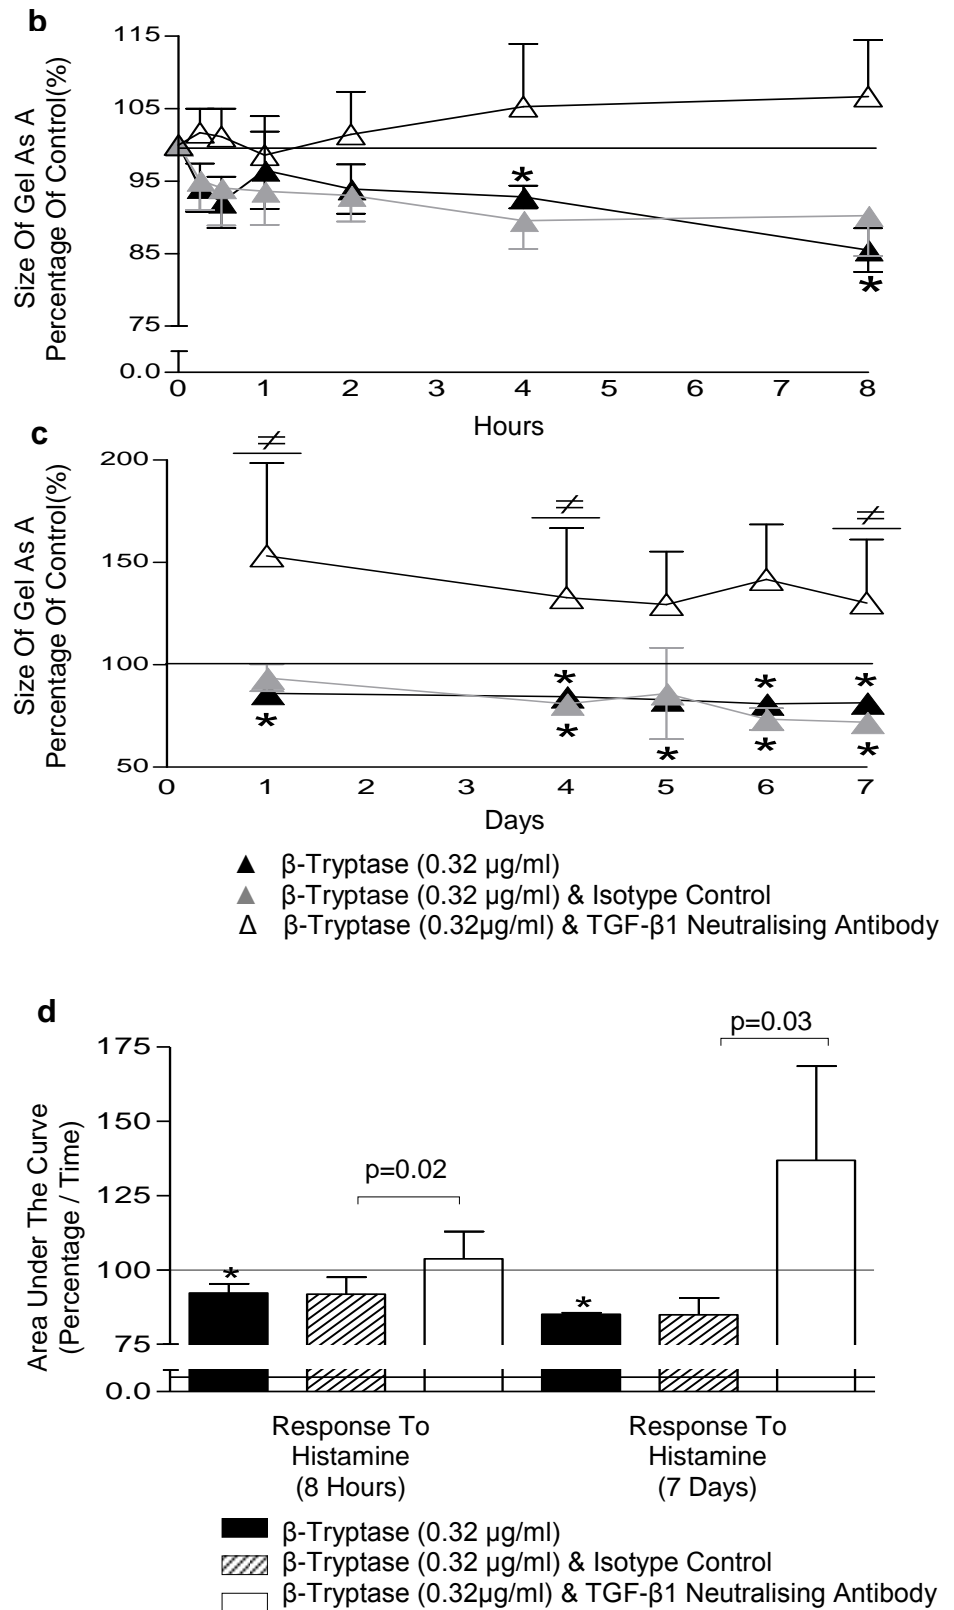 b
Size Of Gel As A
Percentage Of Control(%)
115
105
95
85
75
0.0
*
*
0 1 2 3 4 5 6 7 8
Hours
c
Size Of Gel As A
Percentage Of Control(%)
200
150
100
50
≠ ≠ ≠
* * *
* * * * *
0 1 2 3 4 5 6 7
Days
β-Tryptase (0.32 µg/ml)
β-Tryptase (0.32 µg/ml) & Isotype Control
β-Tryptase (0.32µg/ml) & TGF-β1 Neutralising Antibody
d
Area Under The Curve
(Percentage / Time)
175
150
125
100
75
0.0
p=0.03
p=0.02
* *
Response To
Histamine
(8 Hours)
Response To
Histamine
(7 Days)
β-Tryptase (0.32 µg/ml)
β-Tryptase (0.32 µg/ml) & Isotype Control
β-Tryptase (0.32µg/ml) & TGF-β1 Neutralising Antibody